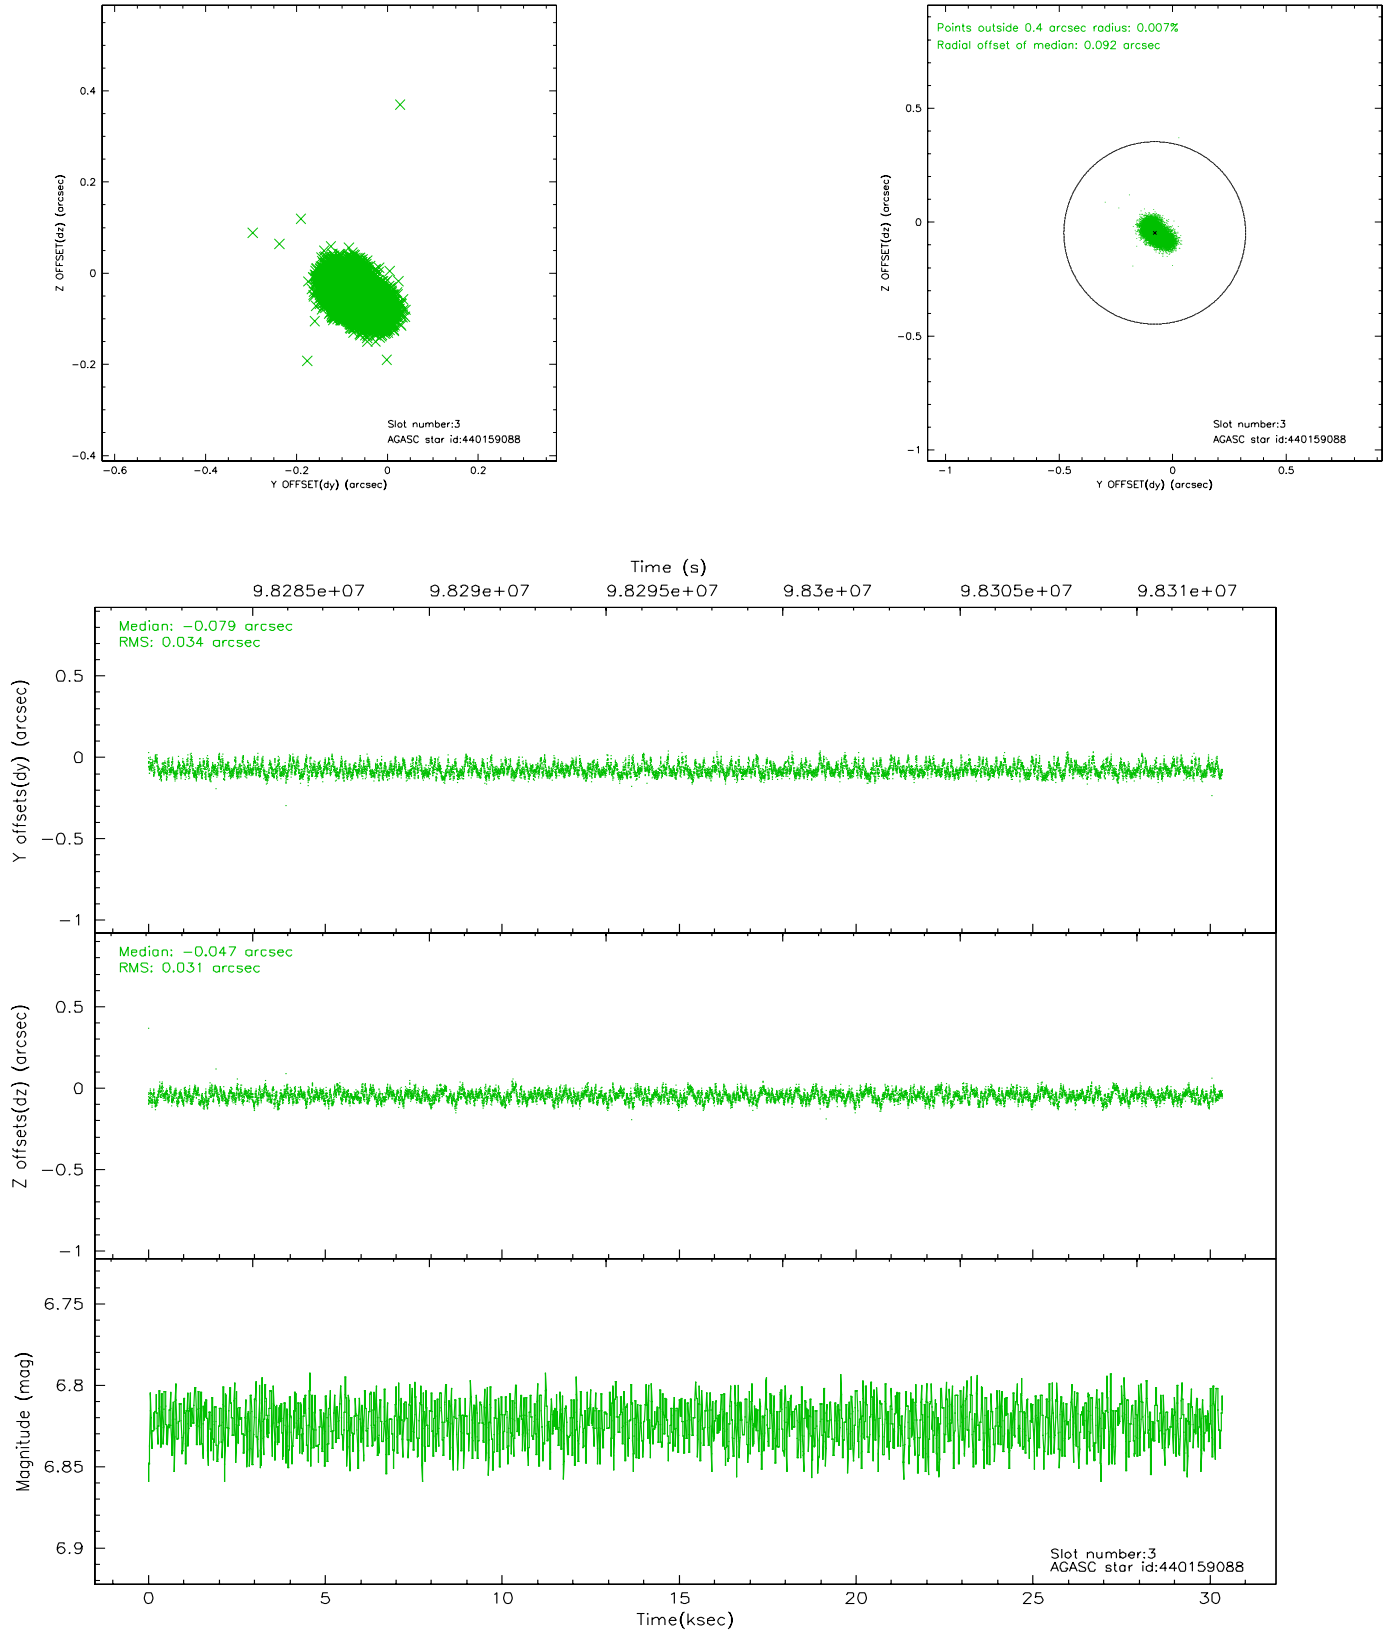 0.4
0.2
0
−0.2
−0.4
−0.6
−0.4
−0.2
0
0.2
Z OFFSET(dz) (arcsec)
Y OFFSET(dy) (arcsec)
Slot number:3
AGASC star id:440159088
Points outside 0.4 arcsec radius: 0.007%
Radial offset of median: 0.092 arcsec
0.5
0
−0.5
−1
−1
−0.5
0
0.5
Z OFFSET(dz) (arcsec)
Y OFFSET(dy) (arcsec)
Slot number:3
AGASC star id:440159088
Time (s)
9.8285e+07 9.829e+07 9.8295e+07 9.83e+07 9.8305e+07 9.831e+07
Median: −0.079 arcsec
RMS: 0.034 arcsec
0.5
0
−0.5
−1
Y offsets(dy) (arcsec)
Median: −0.047 arcsec
RMS: 0.031 arcsec
0.5
0
−0.5
−1
Z offsets(dz) (arcsec)
6.75
6.8
6.85
6.9
Magnitude (mag)
Slot number:3
AGASC star id:440159088
0 5 10 15 20 25 30
Time(ksec)